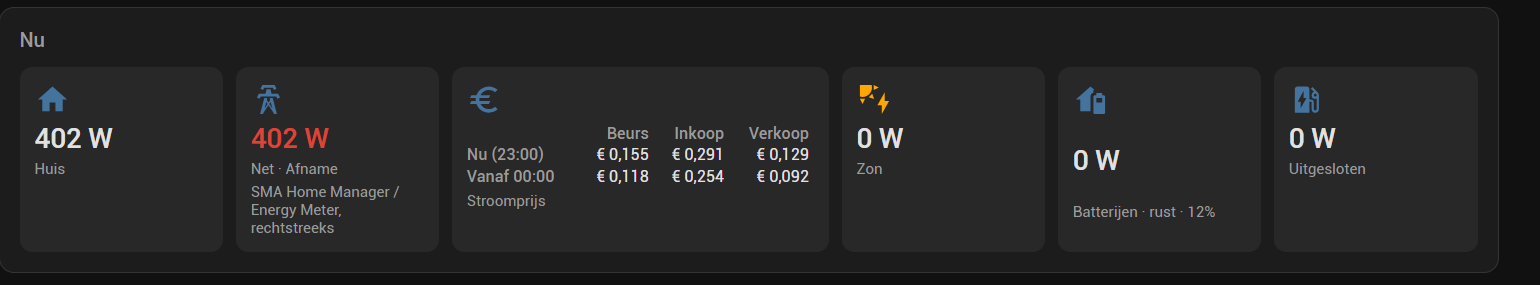 Nu
402 W
Huis
402 W
Net · Afname
SMA Home Manager /
Energy Meter,
rechtstreeks
Beurs Inkoop Verkoop
Nu (23:00) € 0,155 € 0,291 € 0,129
Vanaf 00:00 € 0,118 € 0,254 € 0,092
Stroomprijs
0 W
Zon
0 W
Batterijen · rust · 12%
0 W
Uitgesloten